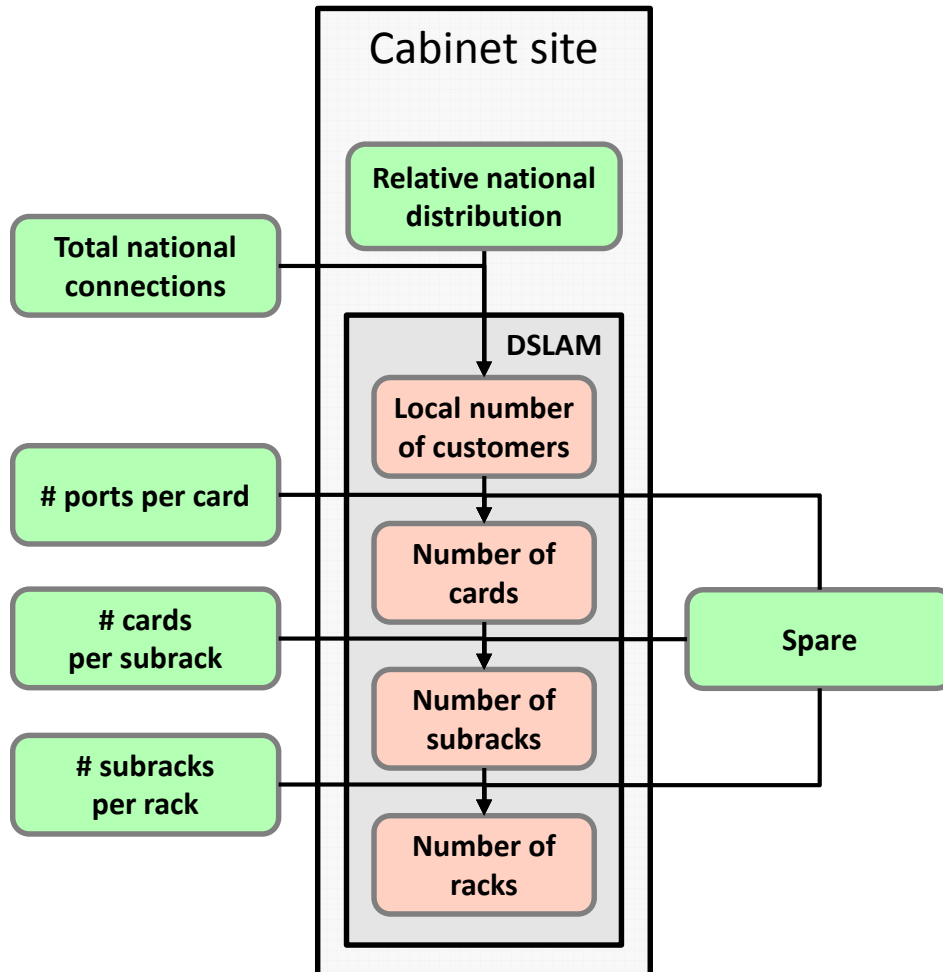 Cabinet site
Relative national
distribution
Total national
connections
DSLAM
Local number
of customers
# ports per card
Number of
cards
# cards
per subrack
Spare
Number of
subracks
# subracks
per rack
Number of
racks